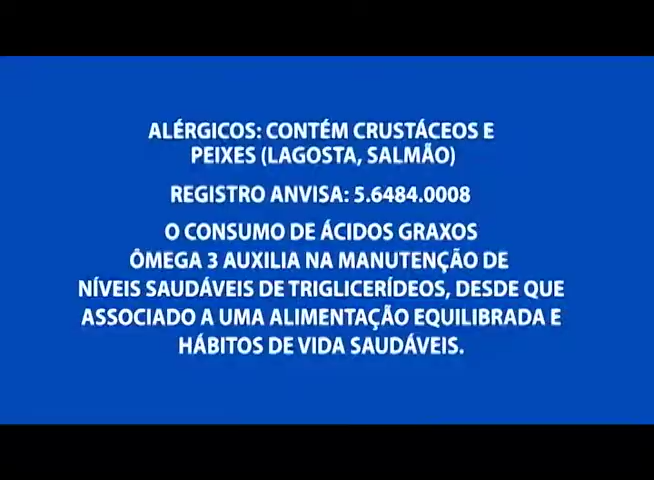 ALÉRGICOS: CONTÉM CRUSTÁCEOS E
PEIXES (LAGOSTA, SALMÃO)
REGISTRO ANVISA: 5.6484.0008
O CONSUMO DE ÁCIDOS GRAXOS
ÔMEGA 3 AUXILIA NA MANUTENÇÃO DE
NÍVEIS SAUDÁVEIS DE TRIGLICERÍDEOS, DESDE QUE
ASSOCIADO A UMA ALIMENTAÇÃO EQUILIBRADA E
HÁBITOS DE VIDA SAUDÁVEIS.